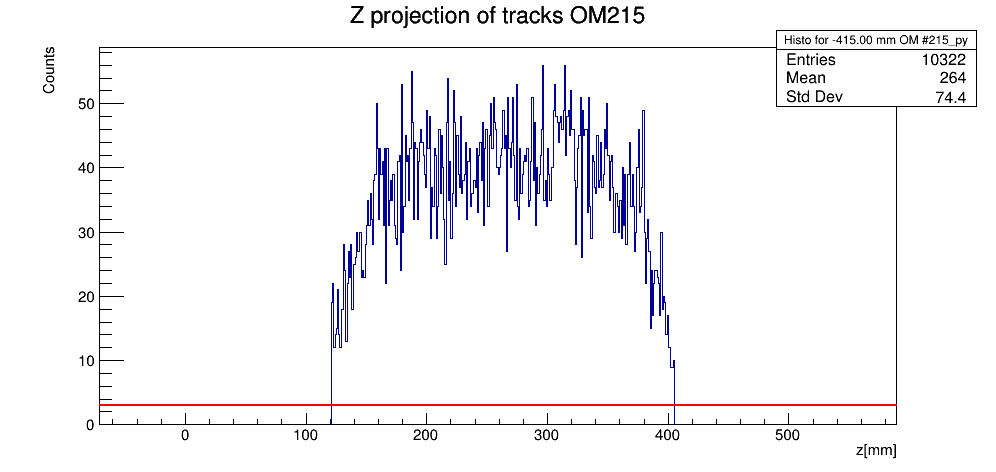 Z projection of tracks OM215
Histo for -415.00 mm OM #215_py
Entries 10322
Mean 264
Std Dev 74.4
Counts
50
40
30
20
10
0
0 100 200 300 400 500
z[mm]